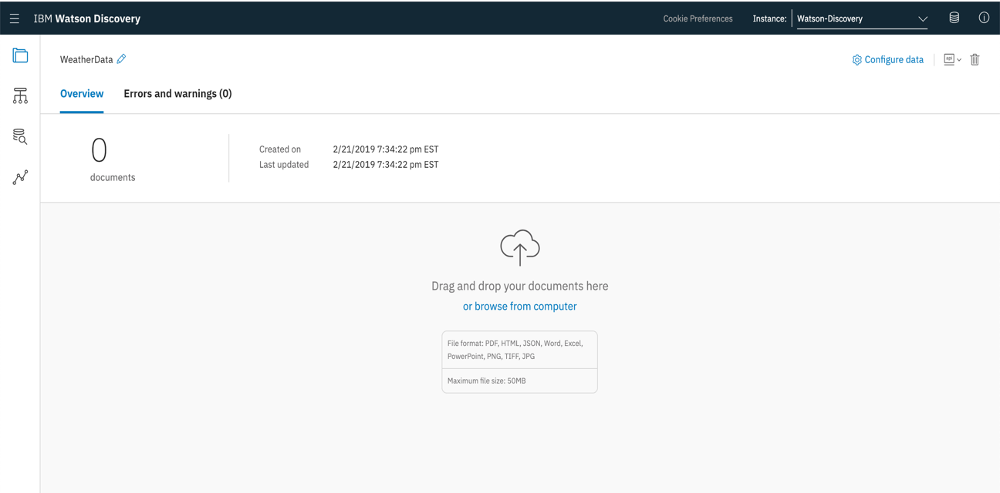 IBM Watson Discovery
Cookie Preferences
Instance:
Watson-Discovery
WeatherData
Configure data
api
Overview
Errors and warnings (0)
0
documents
Created on 2/21/2019 7:34:22 pm EST
Last updated 2/21/2019 7:34:22 pm EST
Drag and drop your documents here
or browse from computer
File format: PDF, HTML, JSON, Word, Excel,
PowerPoint, PNG, TIFF, JPG
Maximum file size: 50MB